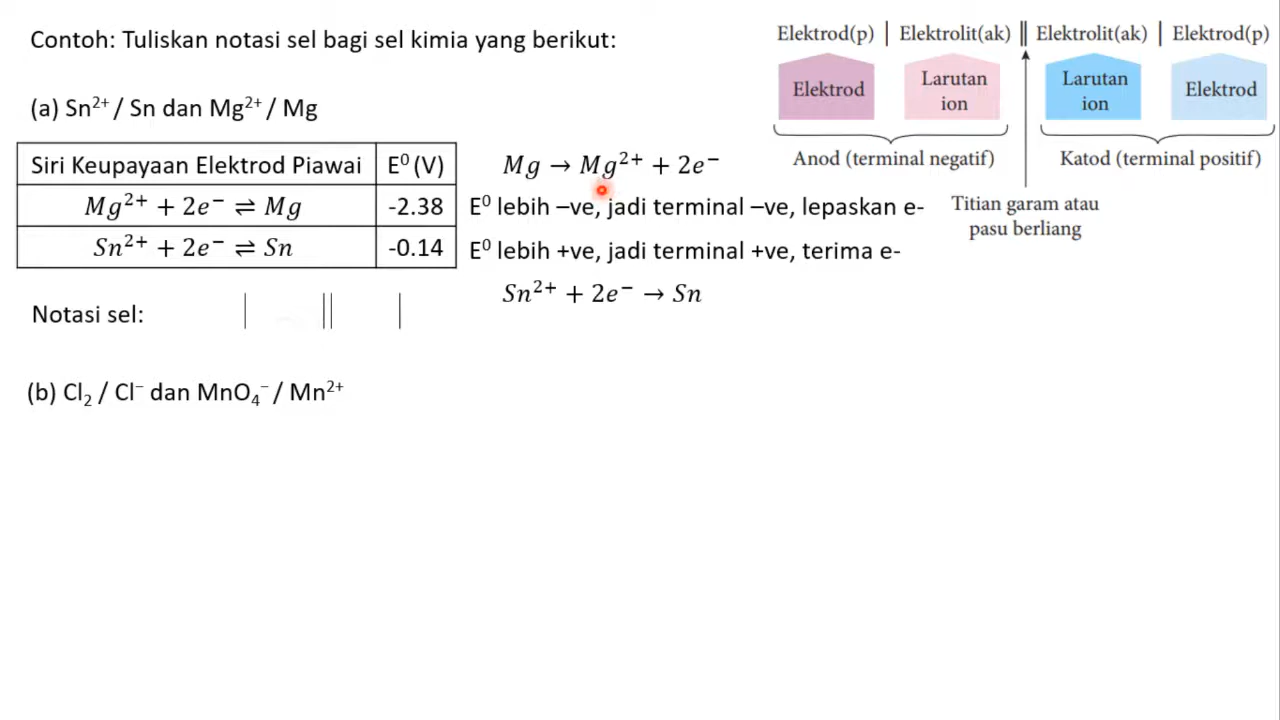 Contoh: Tuliskan notasi sel bagi sel kimia yang berikut:
Elektrod(p) | Elektrolit(ak) || Elektrolit(ak) | Elektrod(p)
Elektrod
Larutan
ion
Larutan
ion
Elektrod
Anod (terminal negatif)
Katod (terminal positif)
Titian garam atau
pasu berliang
(a) Sn²⁺ / Sn dan Mg²⁺ / Mg
Siri Keupayaan Elektrod Piawai E⁰ (V)
Mg²⁺ + 2e⁻ ⇌ Mg -2.38
Sn²⁺ + 2e⁻ ⇌ Sn -0.14
Mg → Mg²⁺ + 2e⁻
E⁰ lebih –ve, jadi terminal –ve, lepaskan e-
E⁰ lebih +ve, jadi terminal +ve, terima e-
Sn²⁺ + 2e⁻ → Sn
Notasi sel: | || |
(b) Cl₂ / Cl⁻ dan MnO₄⁻ / Mn²⁺